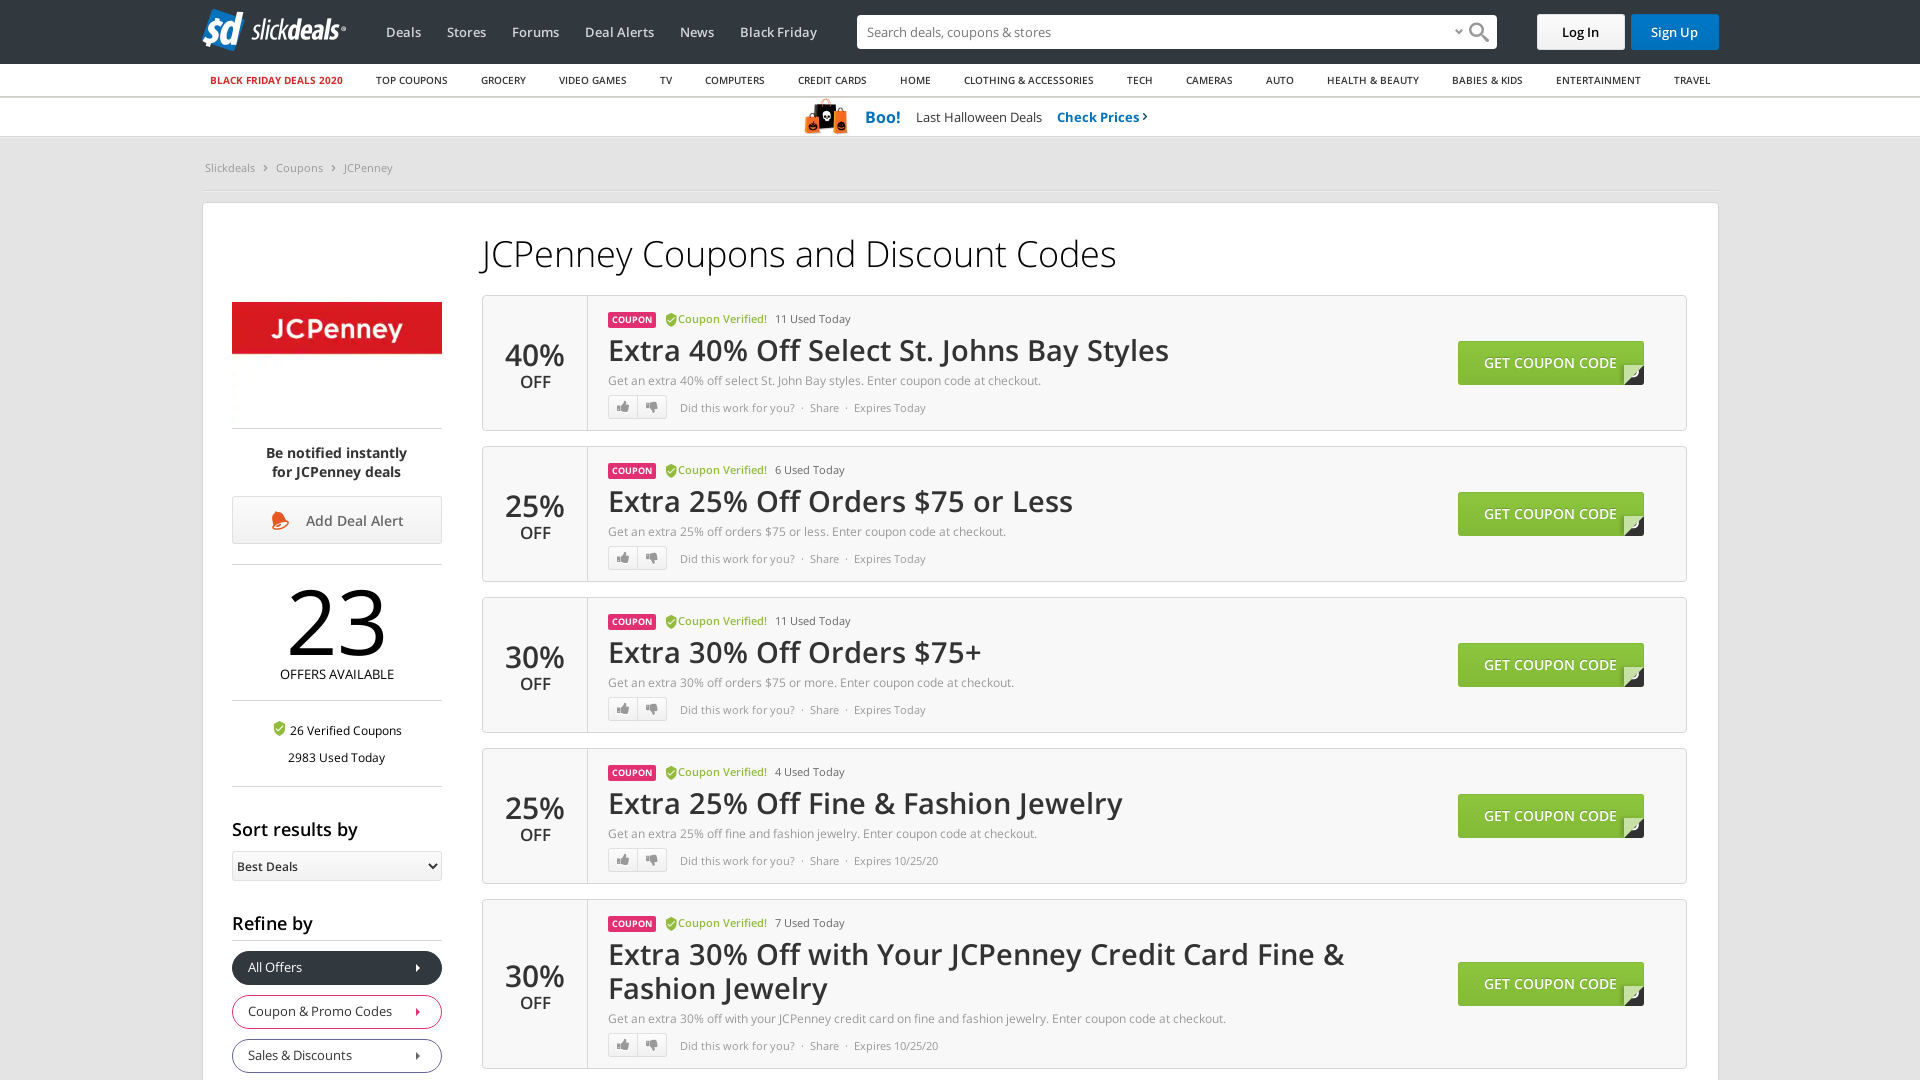 slickdeals
Deals
Stores
Forums
Deal Alerts
News
Black Friday
Search deals, coupons & stores
Log In
Sign Up
BLACK FRIDAY DEALS 2020
TOP COUPONS
GROCERY
VIDEO GAMES
TV
COMPUTERS
CREDIT CARDS
HOME
CLOTHING & ACCESSORIES
TECH
CAMERAS
AUTO
HEALTH & BEAUTY
BABIES & KIDS
ENTERTAINMENT
TRAVEL
Boo! Last Halloween Deals Check Prices ›
Slickdeals › Coupons › JCPenney
JCPenney Coupons and Discount Codes
JCPenney
Be notified instantly
for JCPenney deals
Add Deal Alert
23
OFFERS AVAILABLE
26 Verified Coupons
2983 Used Today
Sort results by
Best Deals
Refine by
All Offers
Coupon & Promo Codes
Sales & Discounts
40%
OFF
COUPON Coupon Verified! 11 Used Today
Extra 40% Off Select St. Johns Bay Styles
Get an extra 40% off select St. John Bay styles. Enter coupon code at checkout.
Did this work for you? · Share · Expires Today
GET COUPON CODE
25%
OFF
COUPON Coupon Verified! 6 Used Today
Extra 25% Off Orders $75 or Less
Get an extra 25% off orders $75 or less. Enter coupon code at checkout.
Did this work for you? · Share · Expires Today
GET COUPON CODE
30%
OFF
COUPON Coupon Verified! 11 Used Today
Extra 30% Off Orders $75+
Get an extra 30% off orders $75 or more. Enter coupon code at checkout.
Did this work for you? · Share · Expires Today
GET COUPON CODE
25%
OFF
COUPON Coupon Verified! 4 Used Today
Extra 25% Off Fine & Fashion Jewelry
Get an extra 25% off fine and fashion jewelry. Enter coupon code at checkout.
Did this work for you? · Share · Expires 10/25/20
GET COUPON CODE
30%
OFF
COUPON Coupon Verified! 7 Used Today
Extra 30% Off with Your JCPenney Credit Card Fine &
Fashion Jewelry
Get an extra 30% off with your JCPenney credit card on fine and fashion jewelry. Enter coupon code at checkout.
Did this work for you? · Share · Expires 10/25/20
GET COUPON CODE